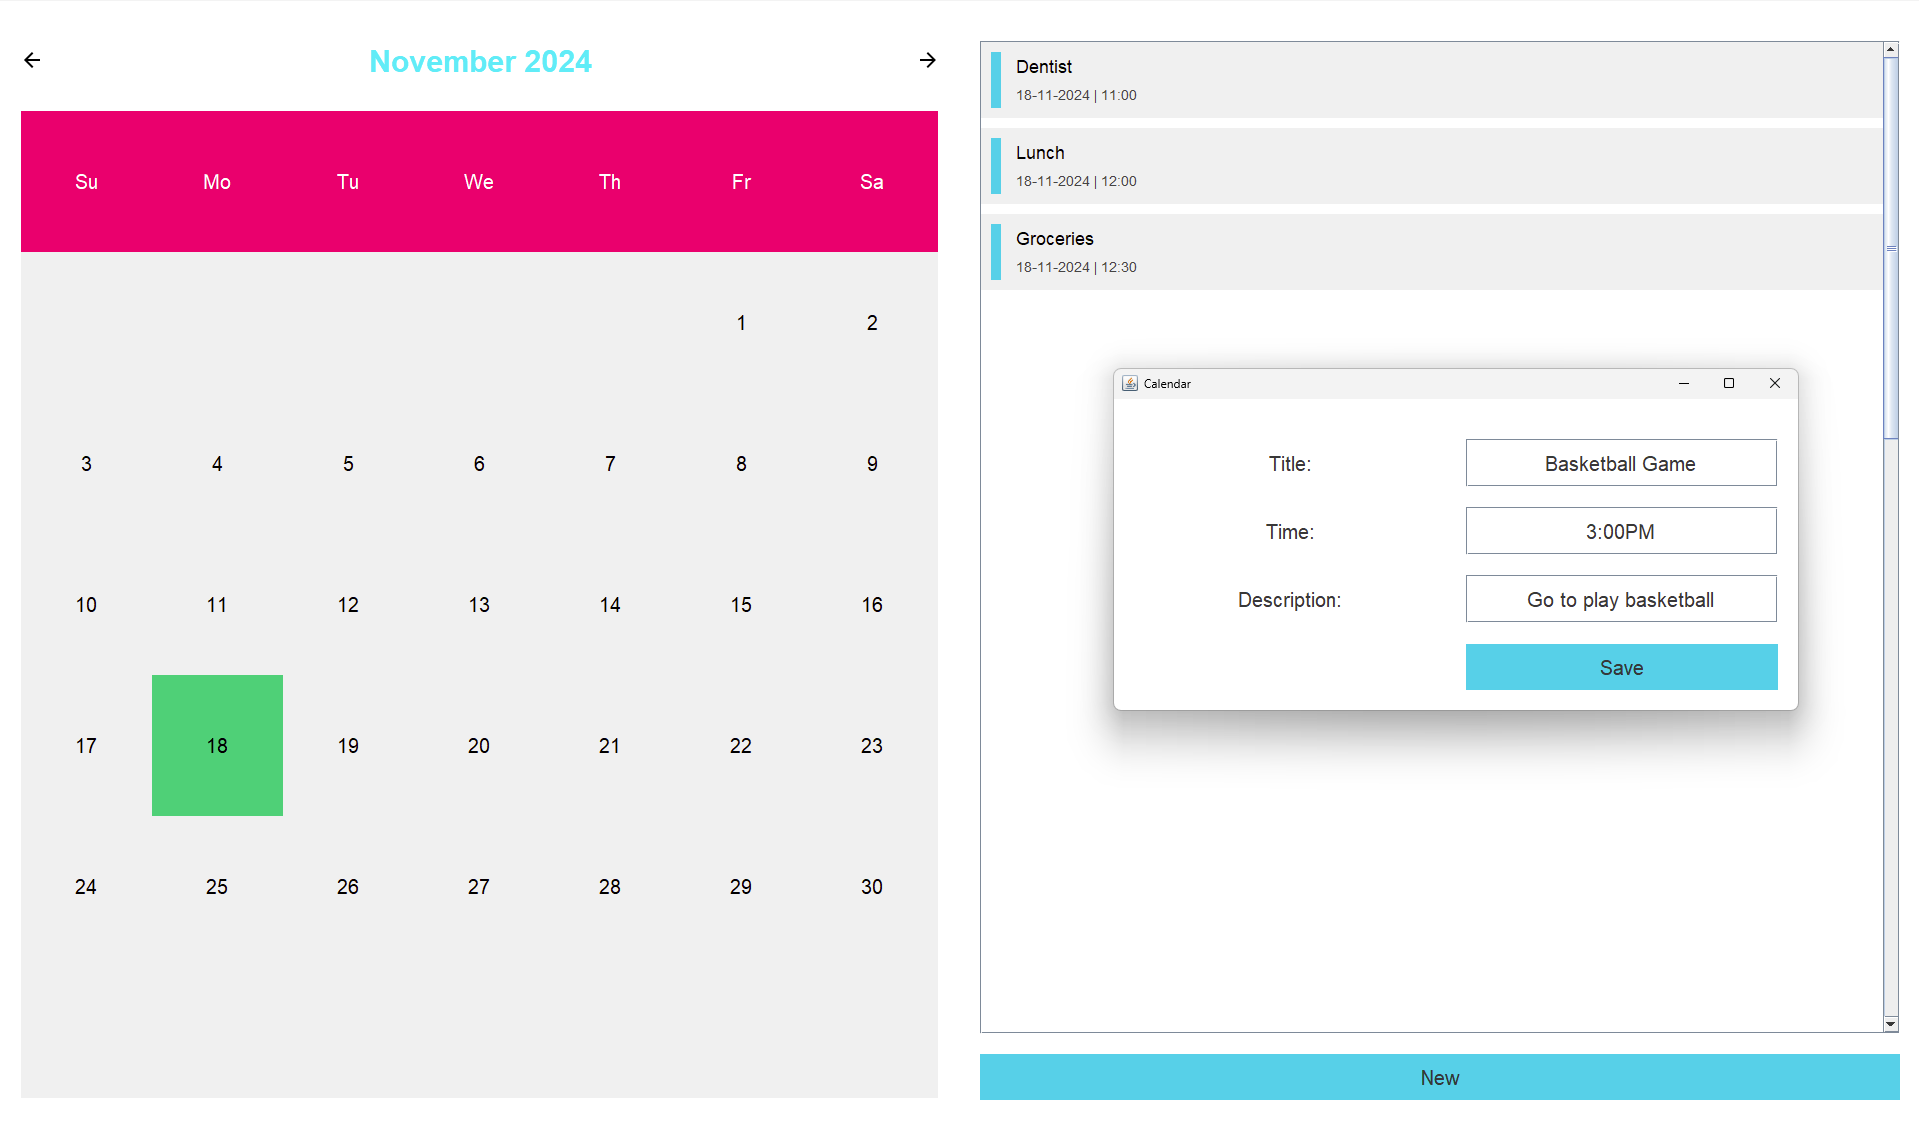 November 2024
Su Mo Tu We Th Fr Sa
1 2
3 4 5 6 7 8 9
10 11 12 13 14 15 16
17 18 19 20 21 22 23
24 25 26 27 28 29 30
Dentist
18-11-2024 | 11:00
Lunch
18-11-2024 | 12:00
Groceries
18-11-2024 | 12:30
Calendar
Title: Basketball Game
Time: 3:00PM
Description: Go to play basketball
Save
New